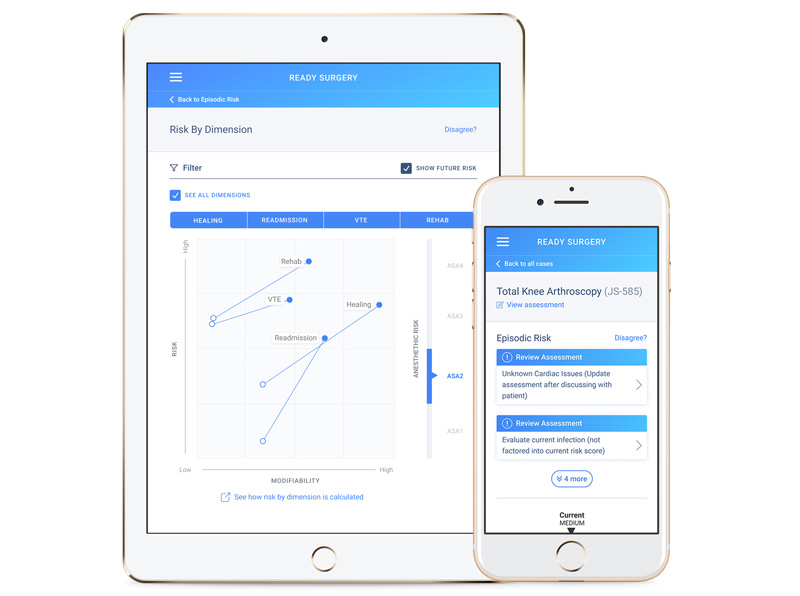 READY SURGERY
Back to Episodic Risk
Risk By Dimension
Disagree?
Filter
SHOW FUTURE RISK
SEE ALL DIMENSIONS
HEALING
READMISSION
VTE
REHAB
High
RISK
Rehab
VTE
Healing
Readmission
Low
High
MODIFIABILITY
ANESTHETHIC RISK
ASA4
ASA3
ASA2
ASA1
See how risk by dimension is calculated
READY SURGERY
Back to all cases
Total Knee Arthroscopy (JS-585)
View assessment
Episodic Risk
Disagree?
Review Assessment
Unknown Cardiac Issues (Update
assessment after discussing with
patient)
Review Assessment
Evaluate current infection (not
factored into current risk score)
4 more
Current
MEDIUM